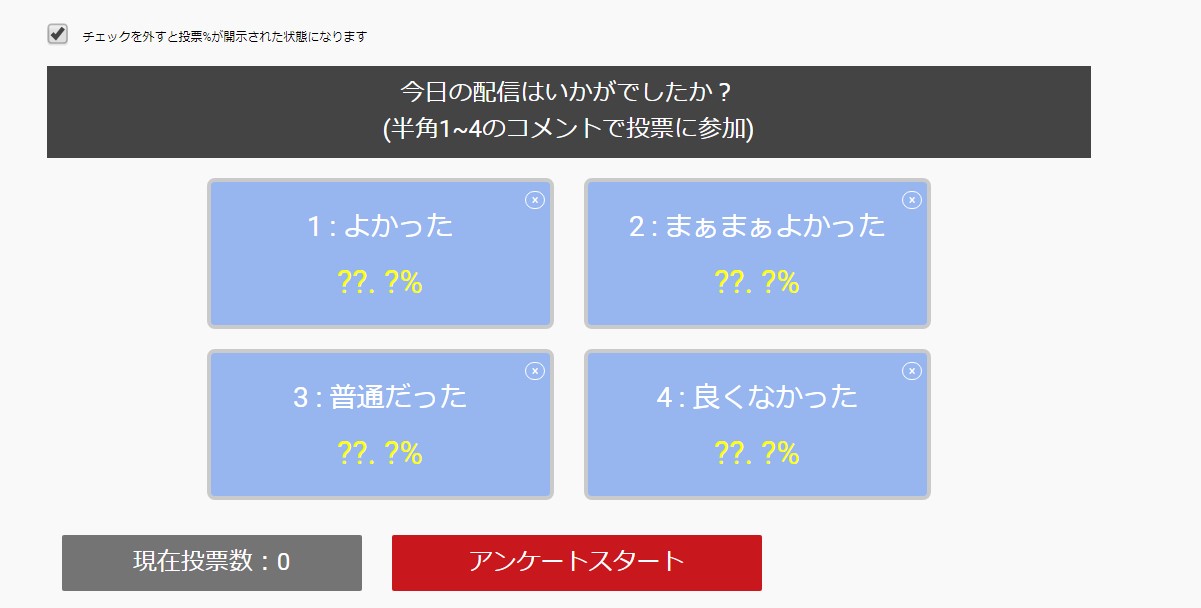 チェックを外すと投票%が開示された状態になります
今日の配信はいかがでしたか？
(半角1~4のコメントで投票に参加)
1 : よかった
??. ?%
2 : まぁまぁよかった
??. ?%
3 : 普通だった
??. ?%
4 : 良くなかった
??. ?%
現在投票数：0
アンケートスタート